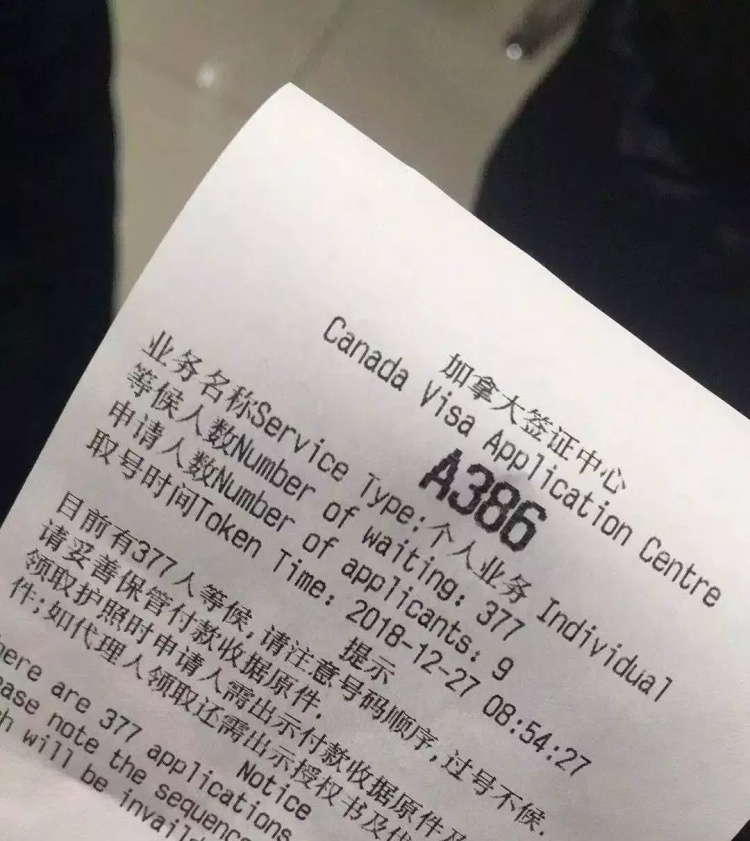 加拿大签证中心
Canada Visa Application Centre
A386
业务名称Service Type:个人业务 Individual
等候人数Number of waiting: 377
申请人数Number of applicants: 9
取号时间Token Time: 2018-12-27 08:54:27
提示
目前有377人等候,请注意号码顺序,过号不候.
请妥善保管付款收据原件.
领取护照时申请人需出示付款收据原件及
件;如代理人领取还需出示授权书及代
Notice
here are 377 applications
ease note the sequence
will be